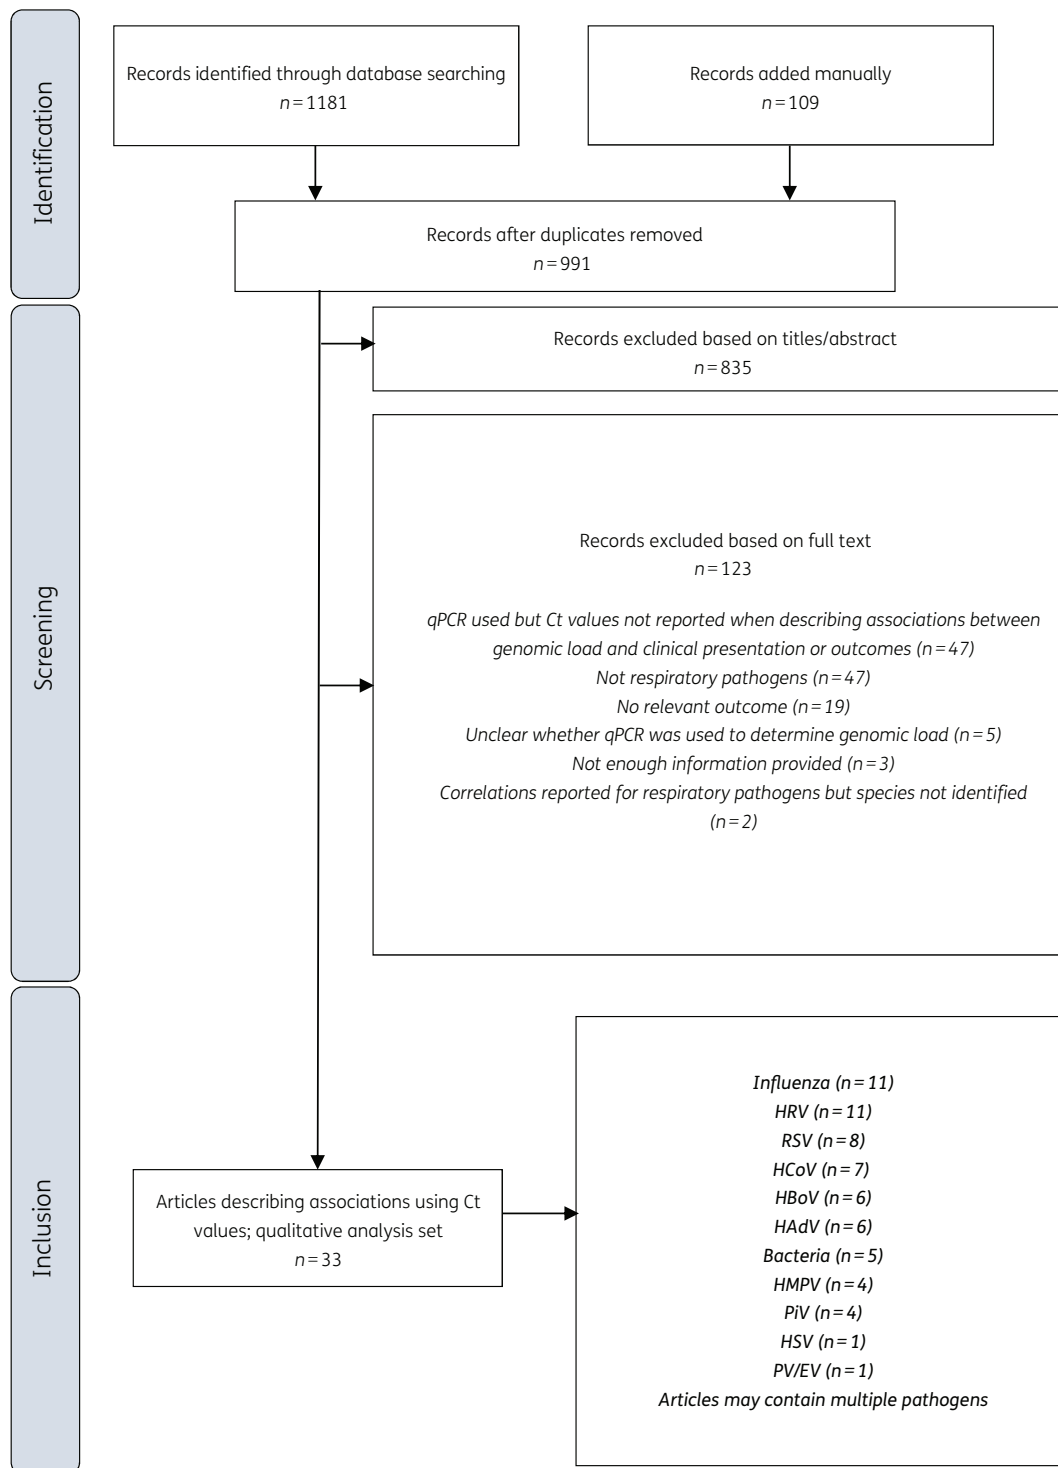 Identification
Records identified through database searching
n=1181
Records added manually
n=109
Records after duplicates removed
n=991
Screening
Records excluded based on titles/abstract
n=835
Records excluded based on full text
n=123
qPCR used but Ct values not reported when describing associations between
genomic load and clinical presentation or outcomes (n=47)
Not respiratory pathogens (n=47)
No relevant outcome (n=19)
Unclear whether qPCR was used to determine genomic load (n=5)
Not enough information provided (n=3)
Correlations reported for respiratory pathogens but species not identified
(n=2)
Inclusion
Articles describing associations using Ct
values; qualitative analysis set
n=33
Influenza (n=11)
HRV (n=11)
RSV (n=8)
HCoV (n=7)
HBoV (n=6)
HAdV (n=6)
Bacteria (n=5)
HMPV (n=4)
PiV (n=4)
HSV (n=1)
PV/EV (n=1)
Articles may contain multiple pathogens